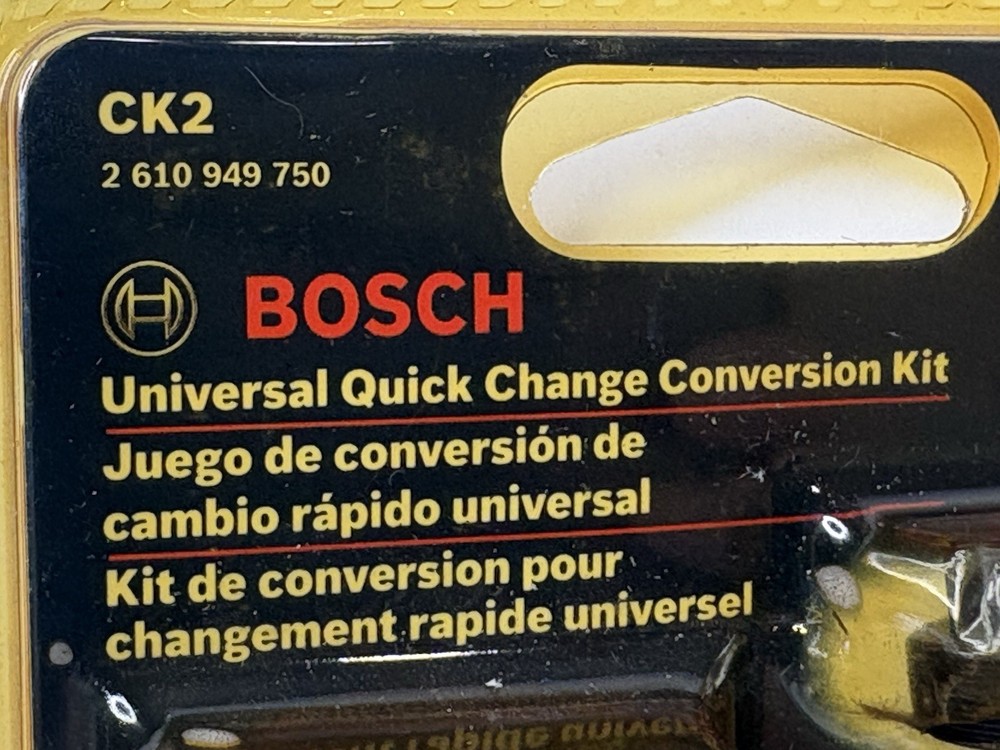 CK2
2 610 949 750
BOSCH
Universal Quick Change Conversion Kit
Juego de conversión de
cambio rápido universal
Kit de conversion pour
changement rapide universel